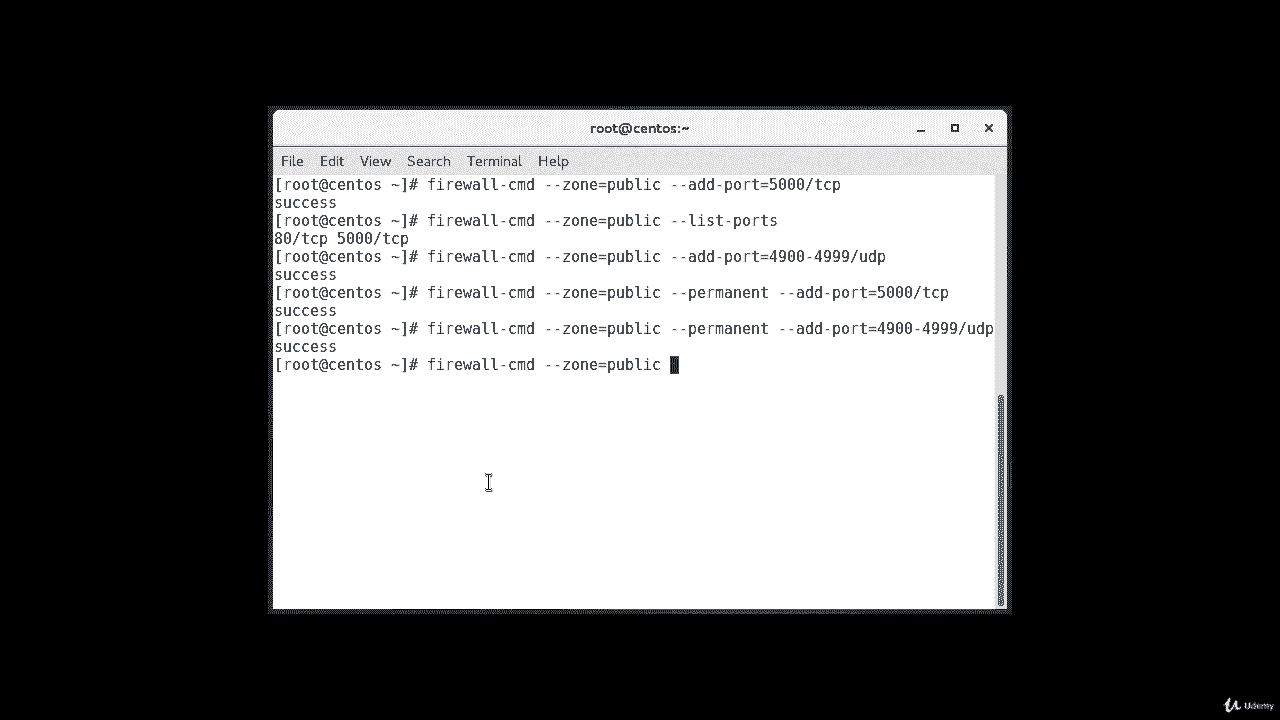 root@centos:~
File Edit View Search Terminal Help
[root@centos ~]# firewall-cmd --zone=public --add-port=5000/tcp
success
[root@centos ~]# firewall-cmd --zone=public --list-ports
80/tcp 5000/tcp
[root@centos ~]# firewall-cmd --zone=public --add-port=4900-4999/udp
success
[root@centos ~]# firewall-cmd --zone=public --permanent --add-port=5000/tcp
success
[root@centos ~]# firewall-cmd --zone=public --permanent --add-port=4900-4999/udp
success
[root@centos ~]# firewall-cmd --zone=public
Udemy